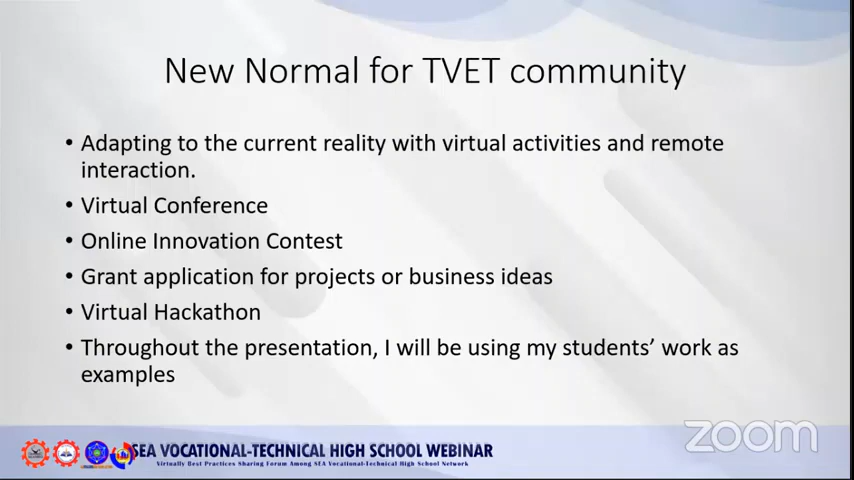 New Normal for TVET community
• Adapting to the current reality with virtual activities and remote
interaction.
• Virtual Conference
• Online Innovation Contest
• Grant application for projects or business ideas
• Virtual Hackathon
• Throughout the presentation, I will be using my students’ work as
examples
zoom
SEA VOCATIONAL-TECHNICAL HIGH SCHOOL WEBINAR
Virtually Best Practices Sharing Forum Among SEA Vocational-Technical High School Network